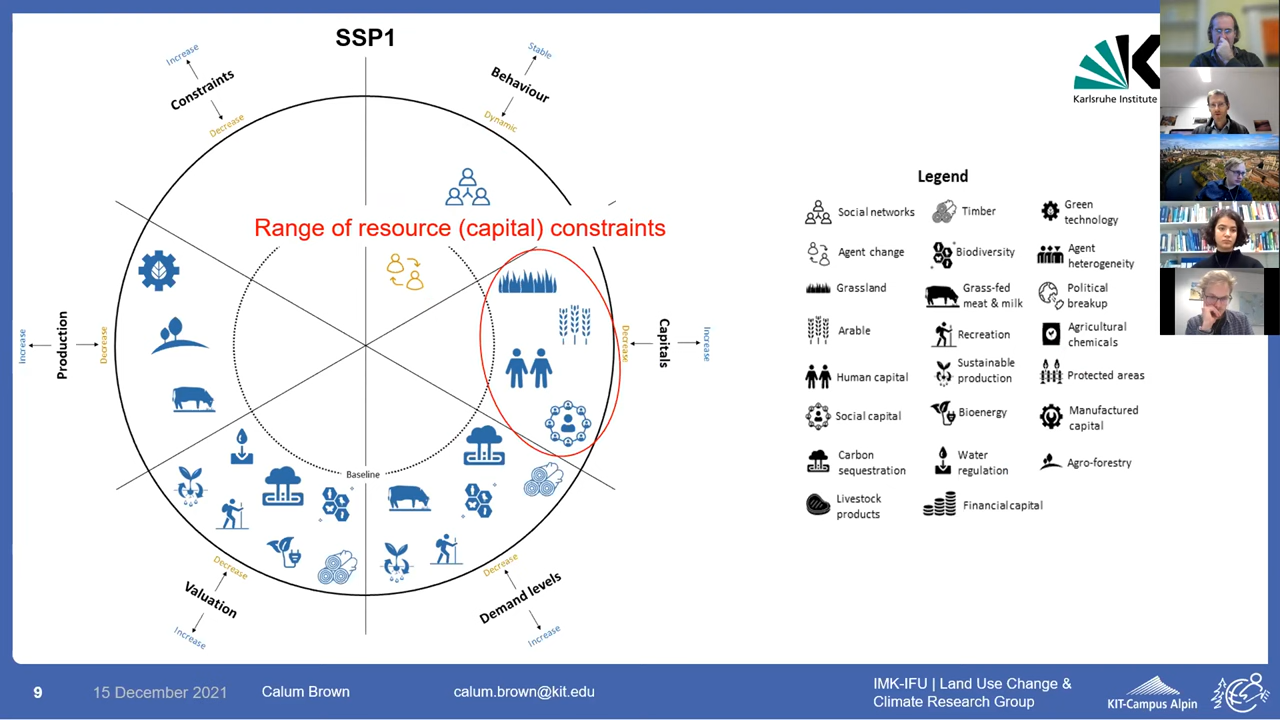 SSP1
Increase
Constraints
Decrease
Stable
Behaviour
Dynamic
Karlsruhe Institute
Range of resource (capital) constraints
Increase
Production
Decrease
Decrease
Capitals
Increase
Baseline
Decrease
Valuation
Increase
Decrease
Demand levels
Increase
Legend
Social networks
Timber
Green
technology
Agent change
Biodiversity
Agent
heterogeneity
Grassland
Grass-fed
meat & milk
Political
breakup
Arable
Recreation
Agricultural
chemicals
Human capital
Sustainable
production
Protected areas
Social capital
Bioenergy
Manufactured
capital
Carbon
sequestration
Water
regulation
Agro-forestry
Livestock
products
Financial capital
9
15 December 2021
Calum Brown
calum.brown@kit.edu
IMK-IFU | Land Use Change &
Climate Research Group
KIT-Campus Alpin